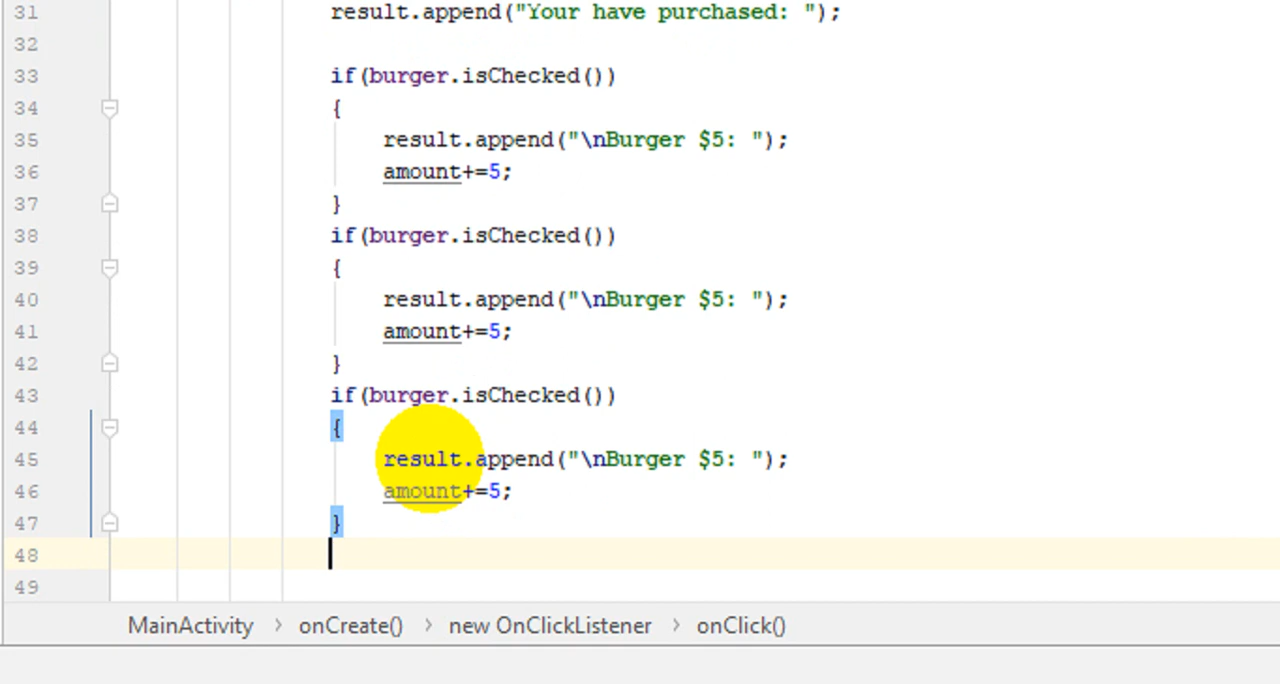 31 result.append("Your have purchased: ");
32
33 if(burger.isChecked())
34 {
35 result.append("\nBurger $5: ");
36 amount+=5;
37 }
38 if(burger.isChecked())
39 {
40 result.append("\nBurger $5: ");
41 amount+=5;
42 }
43 if(burger.isChecked())
44 {
45 result.append("\nBurger $5: ");
46 amount+=5;
47 }
48
49
MainActivity > onCreate() > new OnClickListener > onClick()